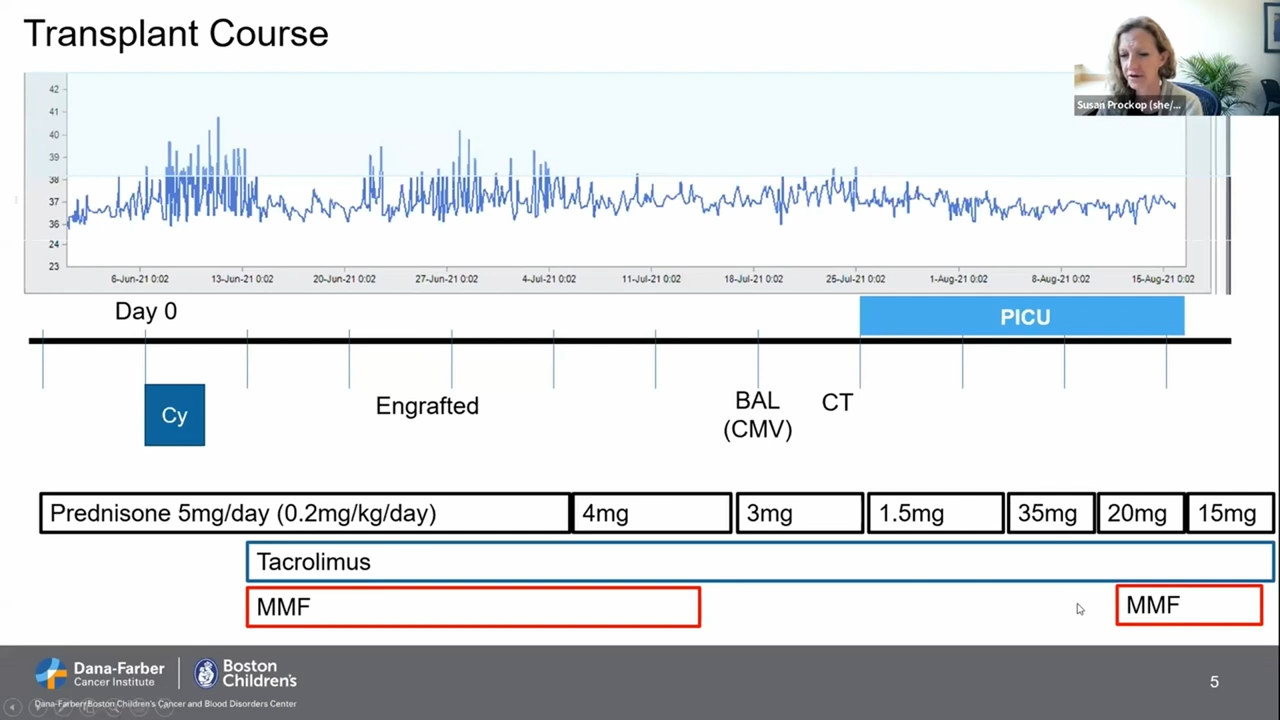 Transplant Course
Susan Prockop (she/...
42
41
40
39
38
37
36
24
23
6-Jun-21 0:02 13-Jun-21 0:02 20-Jun-21 0:02 27-Jun-21 0:02 4-Jul-21 0:02 11-Jul-21 0:02 18-Jul-21 0:02 25-Jul-21 0:02 1-Aug-21 0:02 8-Aug-21 0:02 15-Aug-21 0:02
Day 0
PICU
Cy
Engrafted
BAL
(CMV)
CT
Prednisone 5mg/day (0.2mg/kg/day) 4mg 3mg 1.5mg 35mg 20mg 15mg
Tacrolimus
MMF MMF
Dana-Farber
Cancer Institute
Boston
Children's
Dana-Farber/Boston Children's Cancer and Blood Disorders Center
5